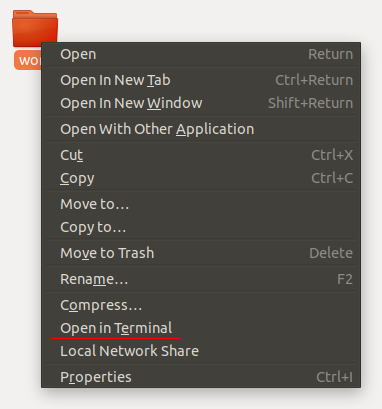 Open Return
Open In New Tab Ctrl+Return
Open In New Window Shift+Return
Open With Other Application
Cut Ctrl+X
Copy Ctrl+C
Move to…
Copy to…
Move to Trash Delete
Rename… F2
Compress…
Open in Terminal
Local Network Share
Properties Ctrl+I